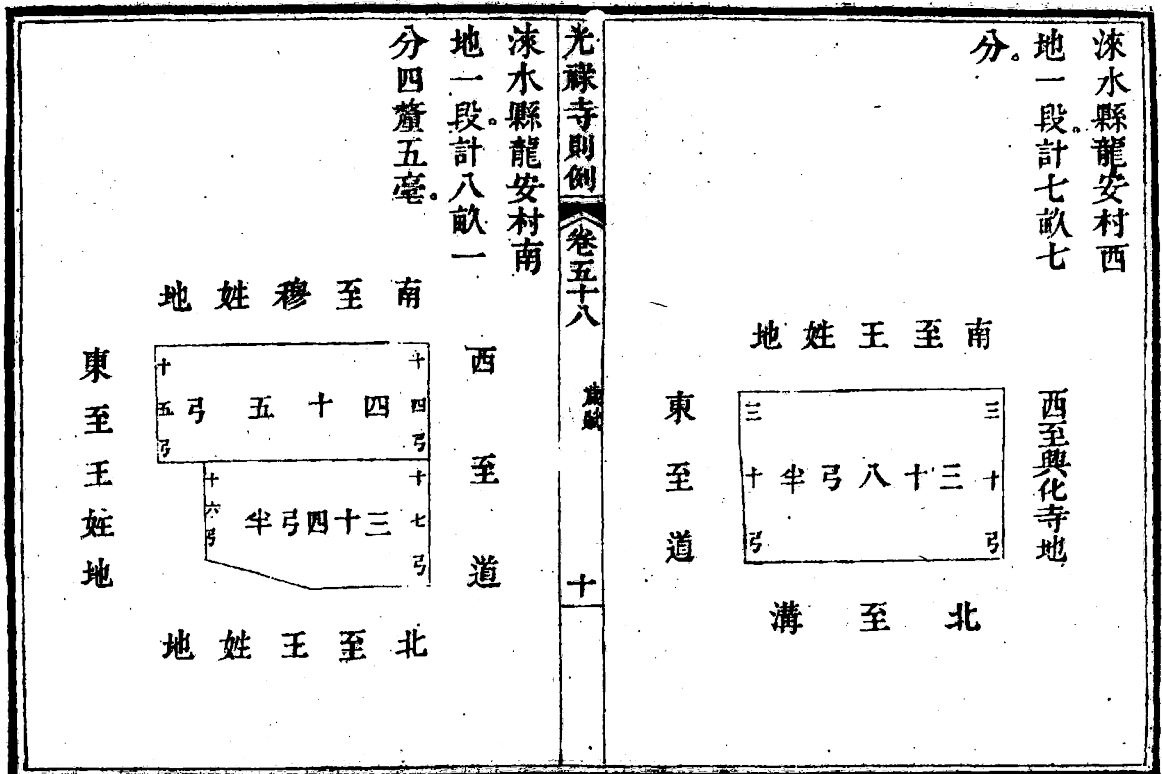 淶水縣龍安村西
地一段。計七畝七
分。
南至王姓地
西至興化寺地
三十弓
三十八弓半
三十弓
東至道
北至溝
光祿寺則例
卷五十八
十
淶水縣龍安村南
地一段。計八畝一
分四釐五毫。
南至穆姓地
西至道
十四弓
四十五弓
十五弓
十七弓
三十四弓半
十六弓
東至王姓地
北至王姓地